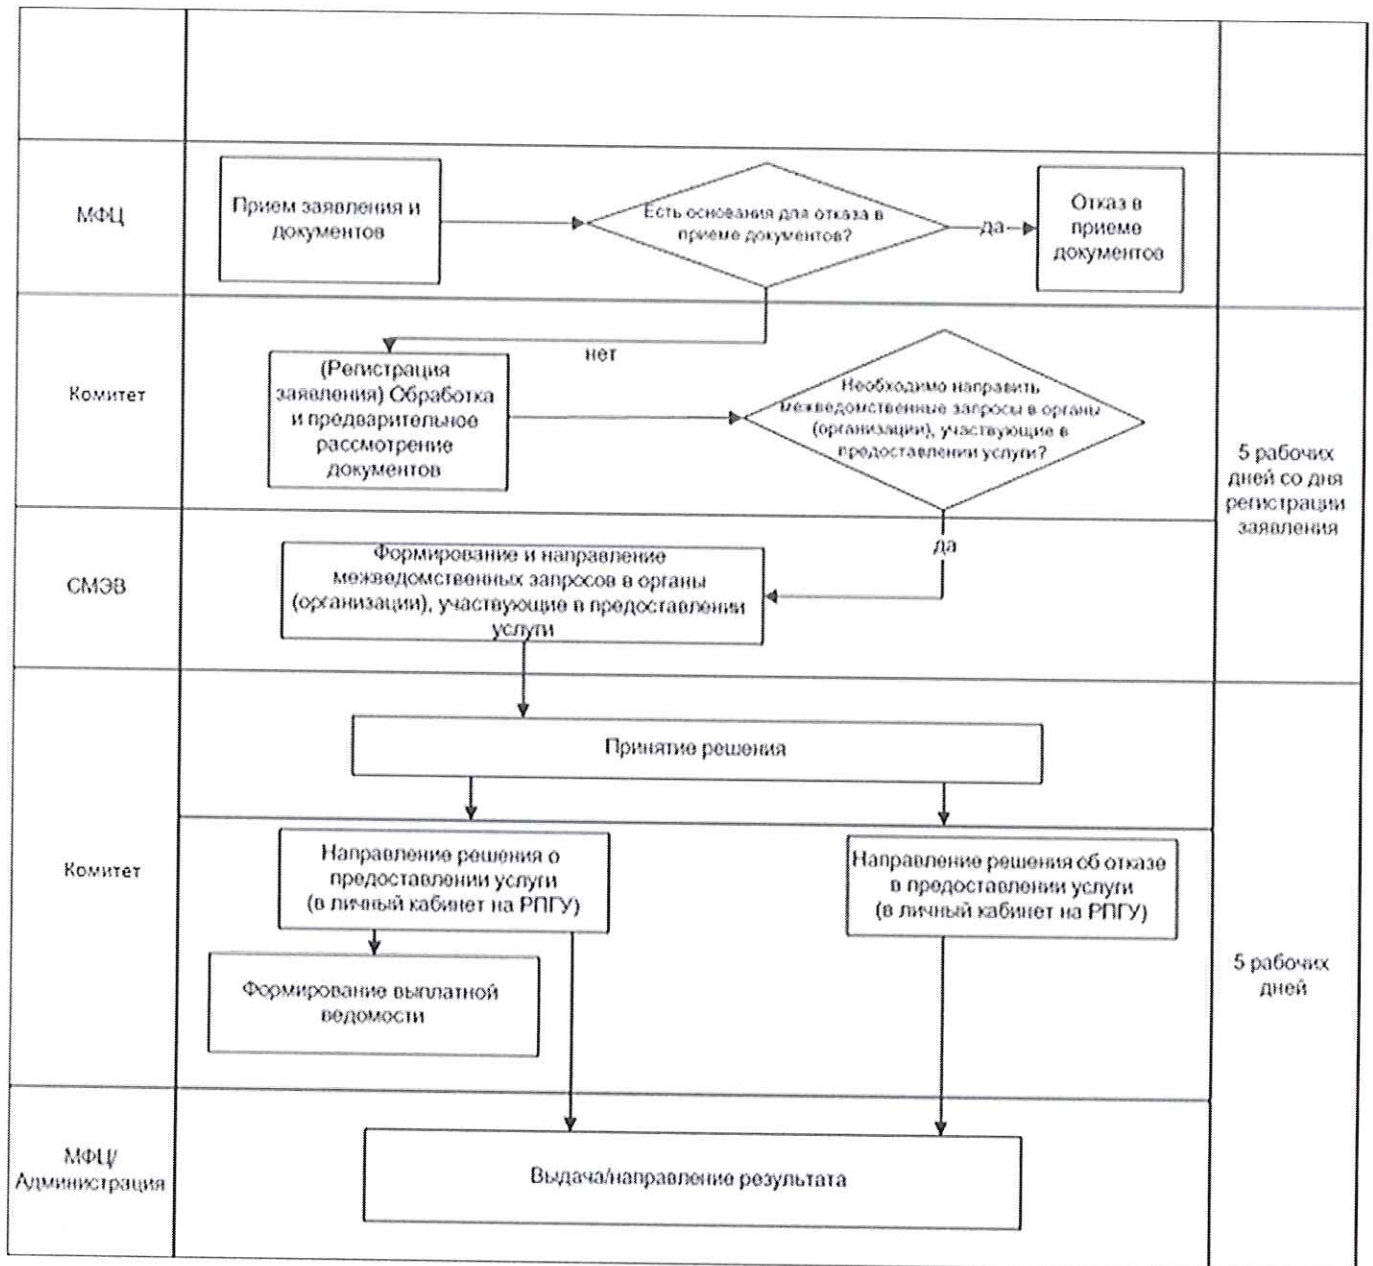 МФЦ
Прием заявления и
документов
Есть основания для отказа в
приеме документов?
да
Отказ в
приеме
документов
нет
Комитет
(Регистрация
заявления) Обработка
и предварительное
рассмотрение
документов
Необходимо направить
межведомственные запросы в органы
(организации), участвующие в
предоставлении услуги?
5 рабочих
дней со дня
регистрации
заявления
да
СМЭВ
Формирование и направление
межведомственных запросов в органы
(организации), участвующие в предоставлении
услуги
Принятие решения
Комитет
Направление решения о
предоставлении услуги
(в личный кабинет на РПГУ)
Направление решения об отказе
в предоставлении услуги
(в личный кабинет на РПГУ)
Формирование выплатной
ведомости
5 рабочих
дней
МФЦ/
Администрация
Выдача/направление результата